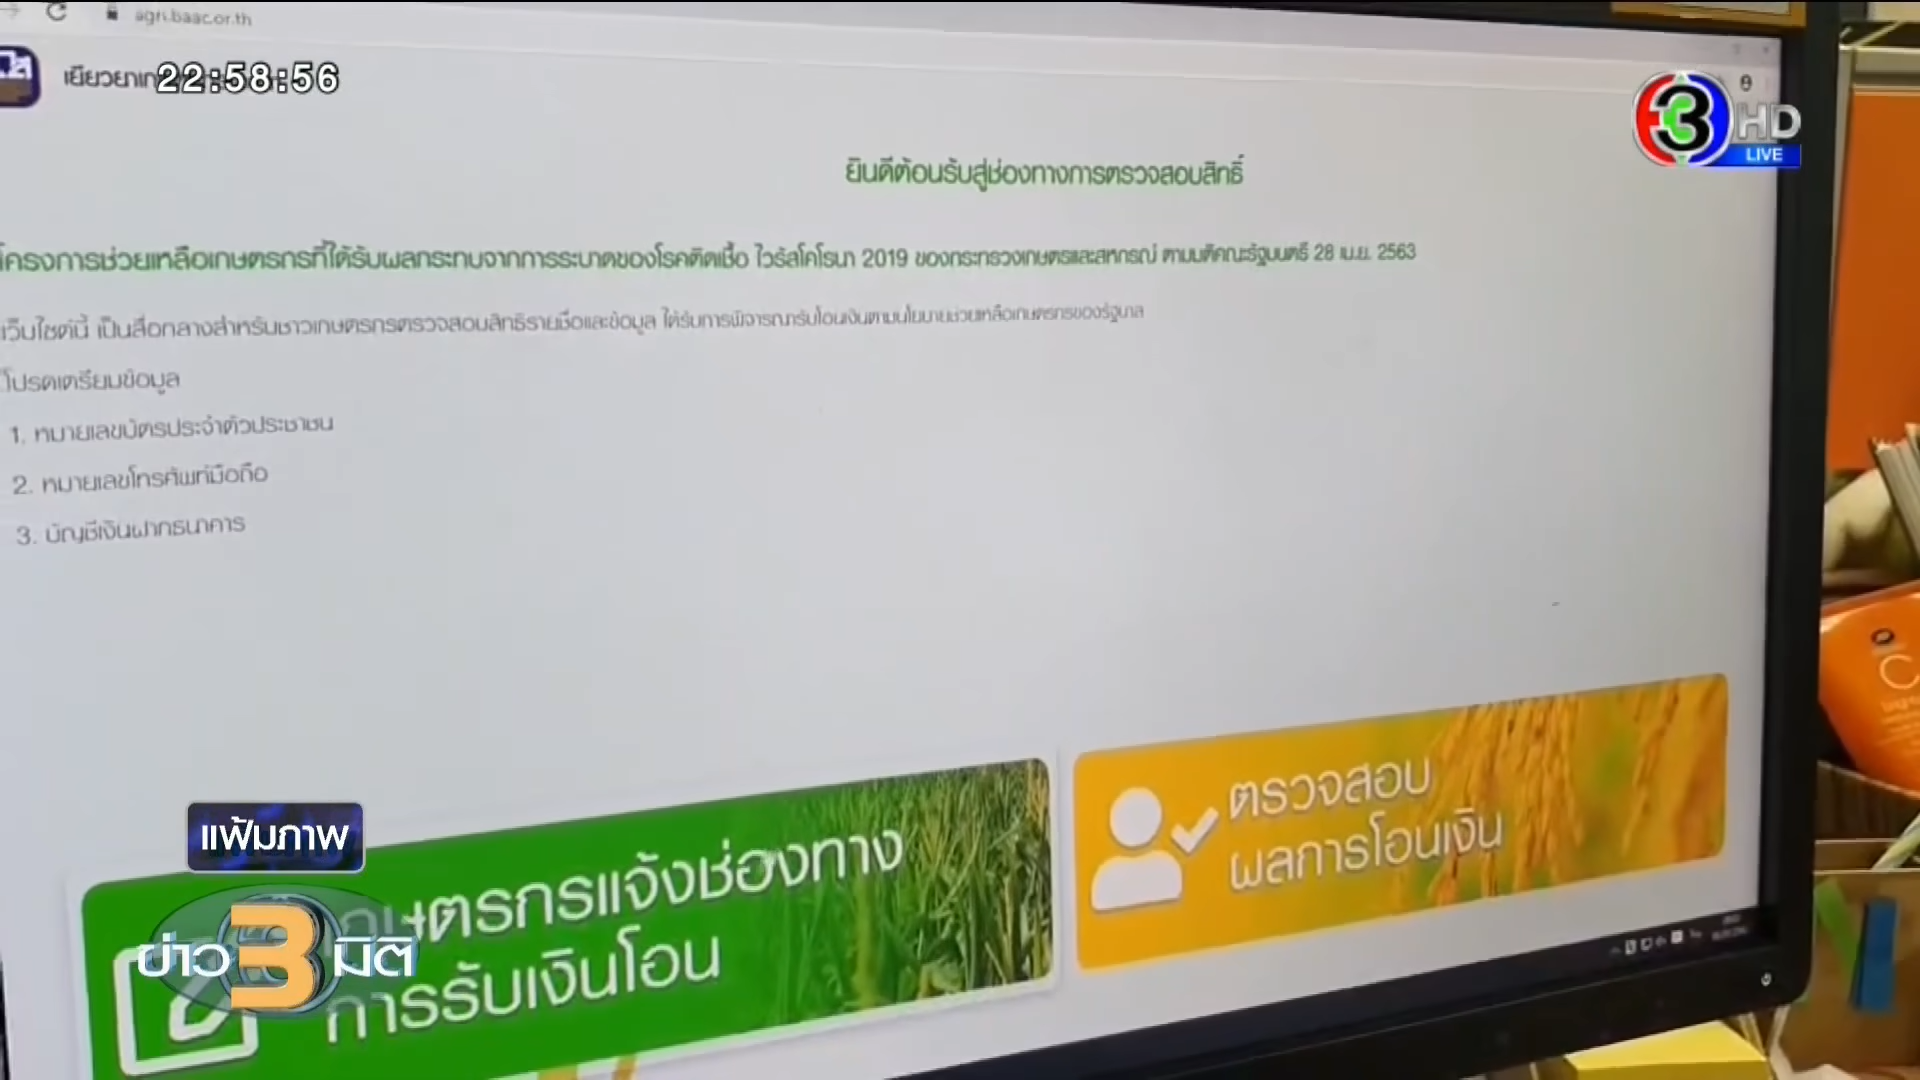 agri.baac.or.th
เยียวยาเก
22:58:56
3 HD
LIVE
ยินดีต้อนรับสู่ช่องทางการตรวจสอบสิทธิ์
โครงการช่วยเหลือเกษตรกรที่ได้รับผลกระทบจากการระบาดของโรคติดเชื้อ ไวรัสโคโรนา 2019 ของกระทรวงเกษตรและสหกรณ์ ตามมติคณะรัฐมนตรี 28 เม.ย. 2563
เว็บไซต์นี้ เป็นสื่อกลางสำหรับชาวเกษตรกรตรวจสอบสิทธิรายชื่อและข้อมูล ได้รับการพิจารณารับโอนเงินตามนโยบายช่วยเหลือเกษตรกรของรัฐบาล
โปรดเตรียมข้อมูล
1. หมายเลขบัตรประจำตัวประชาชน
2. หมายเลขโทรศัพท์มือถือ
3. บัญชีเงินฝากธนาคาร
ตรวจสอบ
ผลการโอนเงิน
แฟ้มภาพ
เกษตรกรแจ้งช่องทาง
การรับเงินโอน
ข่าว 3 มิติ